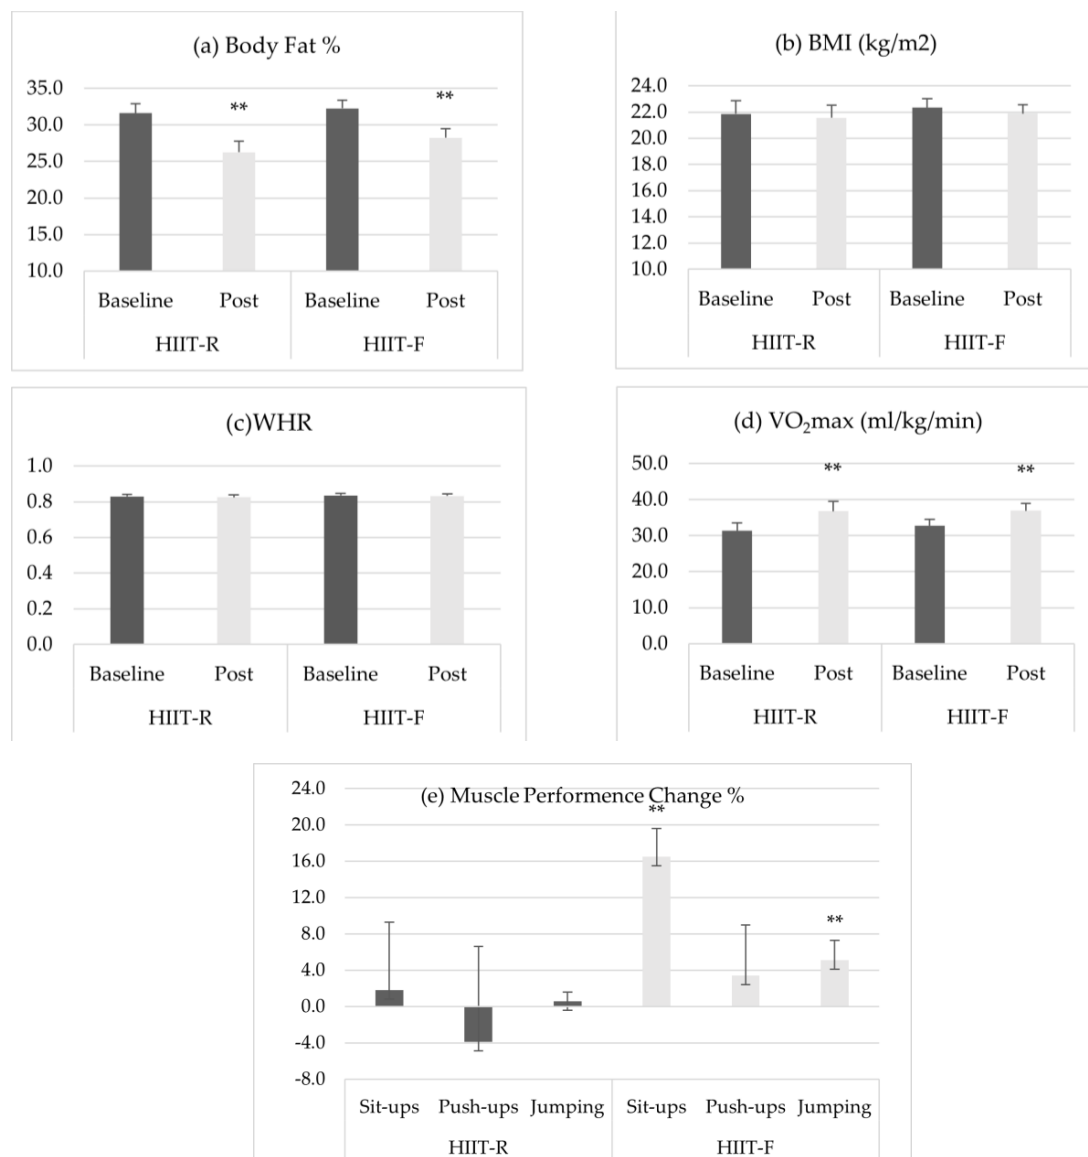 (a) Body Fat %
35.0
30.0
25.0
20.0
15.0
10.0
**
**
Baseline Post Baseline Post
HIIT-R HIIT-F
(b) BMI (kg/m2)
24.0
22.0
20.0
18.0
16.0
14.0
12.0
10.0
Baseline Post Baseline Post
HIIT-R HIIT-F
(c)WHR
1.0
0.8
0.6
0.4
0.2
0.0
Baseline Post Baseline Post
HIIT-R HIIT-F
(d) VO₂max (ml/kg/min)
50.0
40.0
30.0
20.0
10.0
0.0
**
**
Baseline Post Baseline Post
HIIT-R HIIT-F
(e) Muscle Performence Change %
24.0
20.0
16.0
12.0
8.0
4.0
0.0
-4.0
-8.0
**
**
Sit-ups Push-ups Jumping Sit-ups Push-ups Jumping
HIIT-R HIIT-F